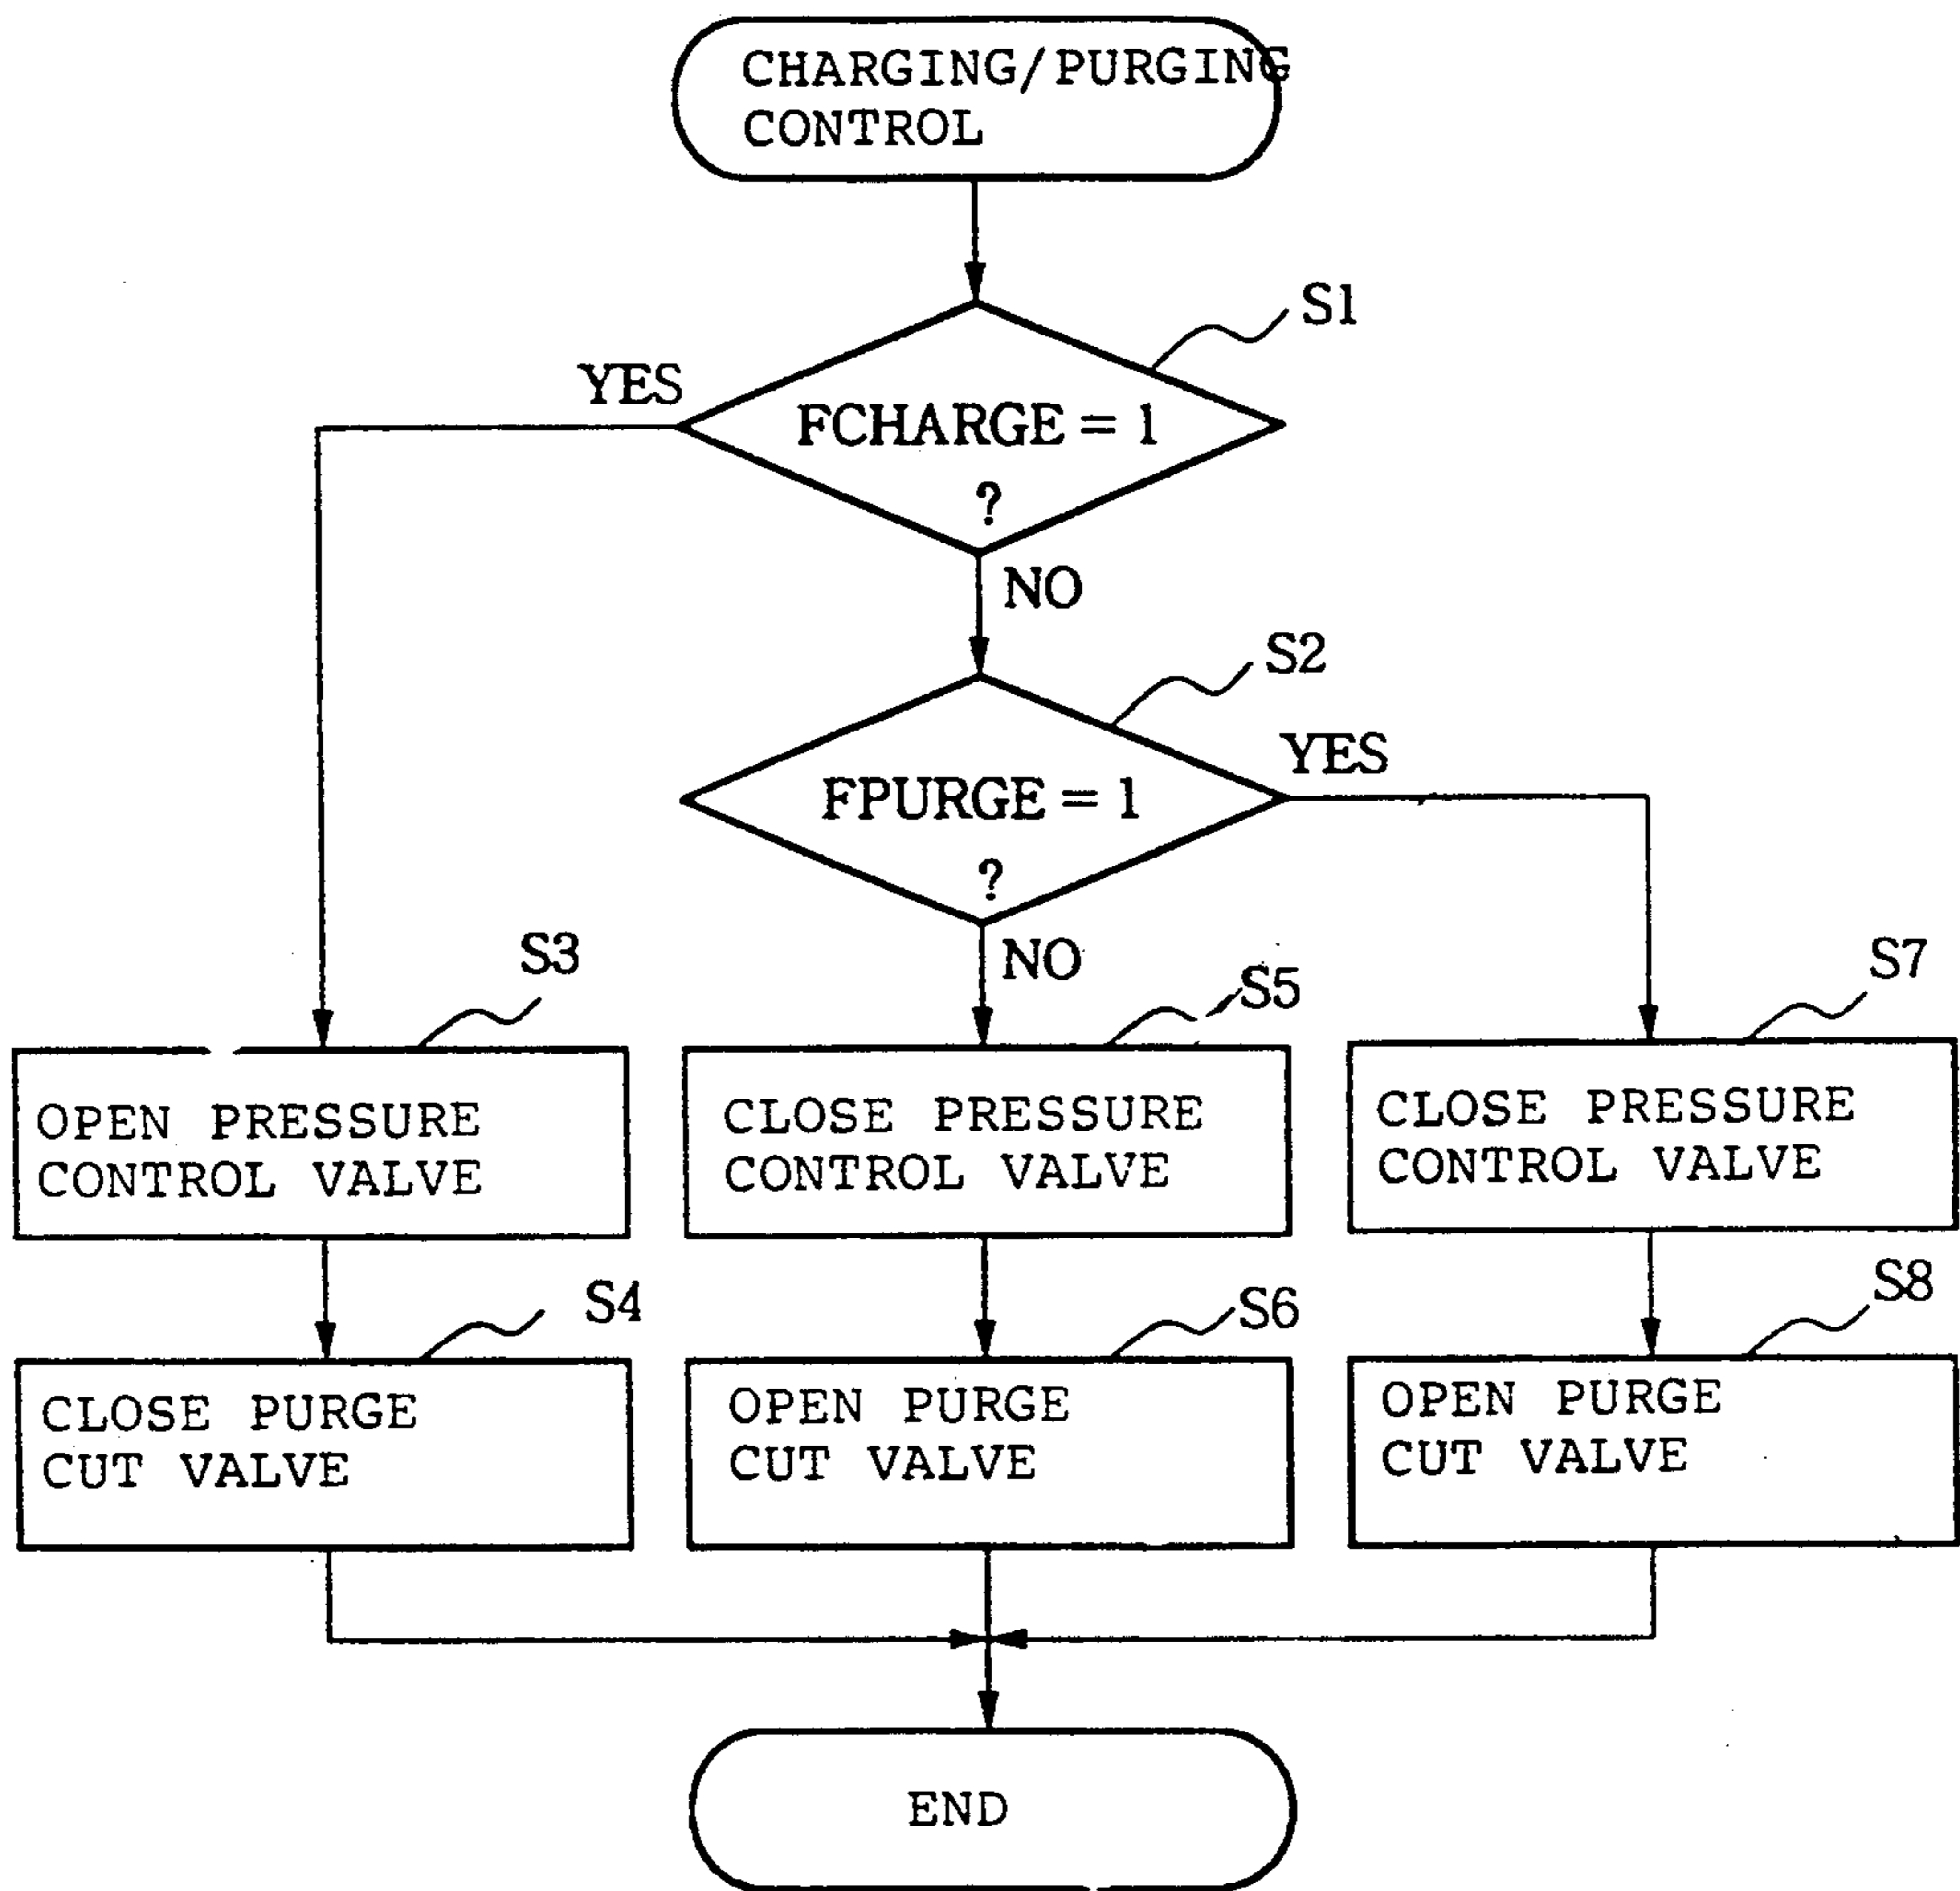 CHARGING/PURGING
CONTROL
S1
YES
FCHARGE = 1
?
NO
S2
YES
FPURGE = 1
?
NO
S3
S5
S7
OPEN PRESSURE
CONTROL VALVE
CLOSE PRESSURE
CONTROL VALVE
CLOSE PRESSURE
CONTROL VALVE
S4
S6
S8
CLOSE PURGE
CUT VALVE
OPEN PURGE
CUT VALVE
OPEN PURGE
CUT VALVE
END